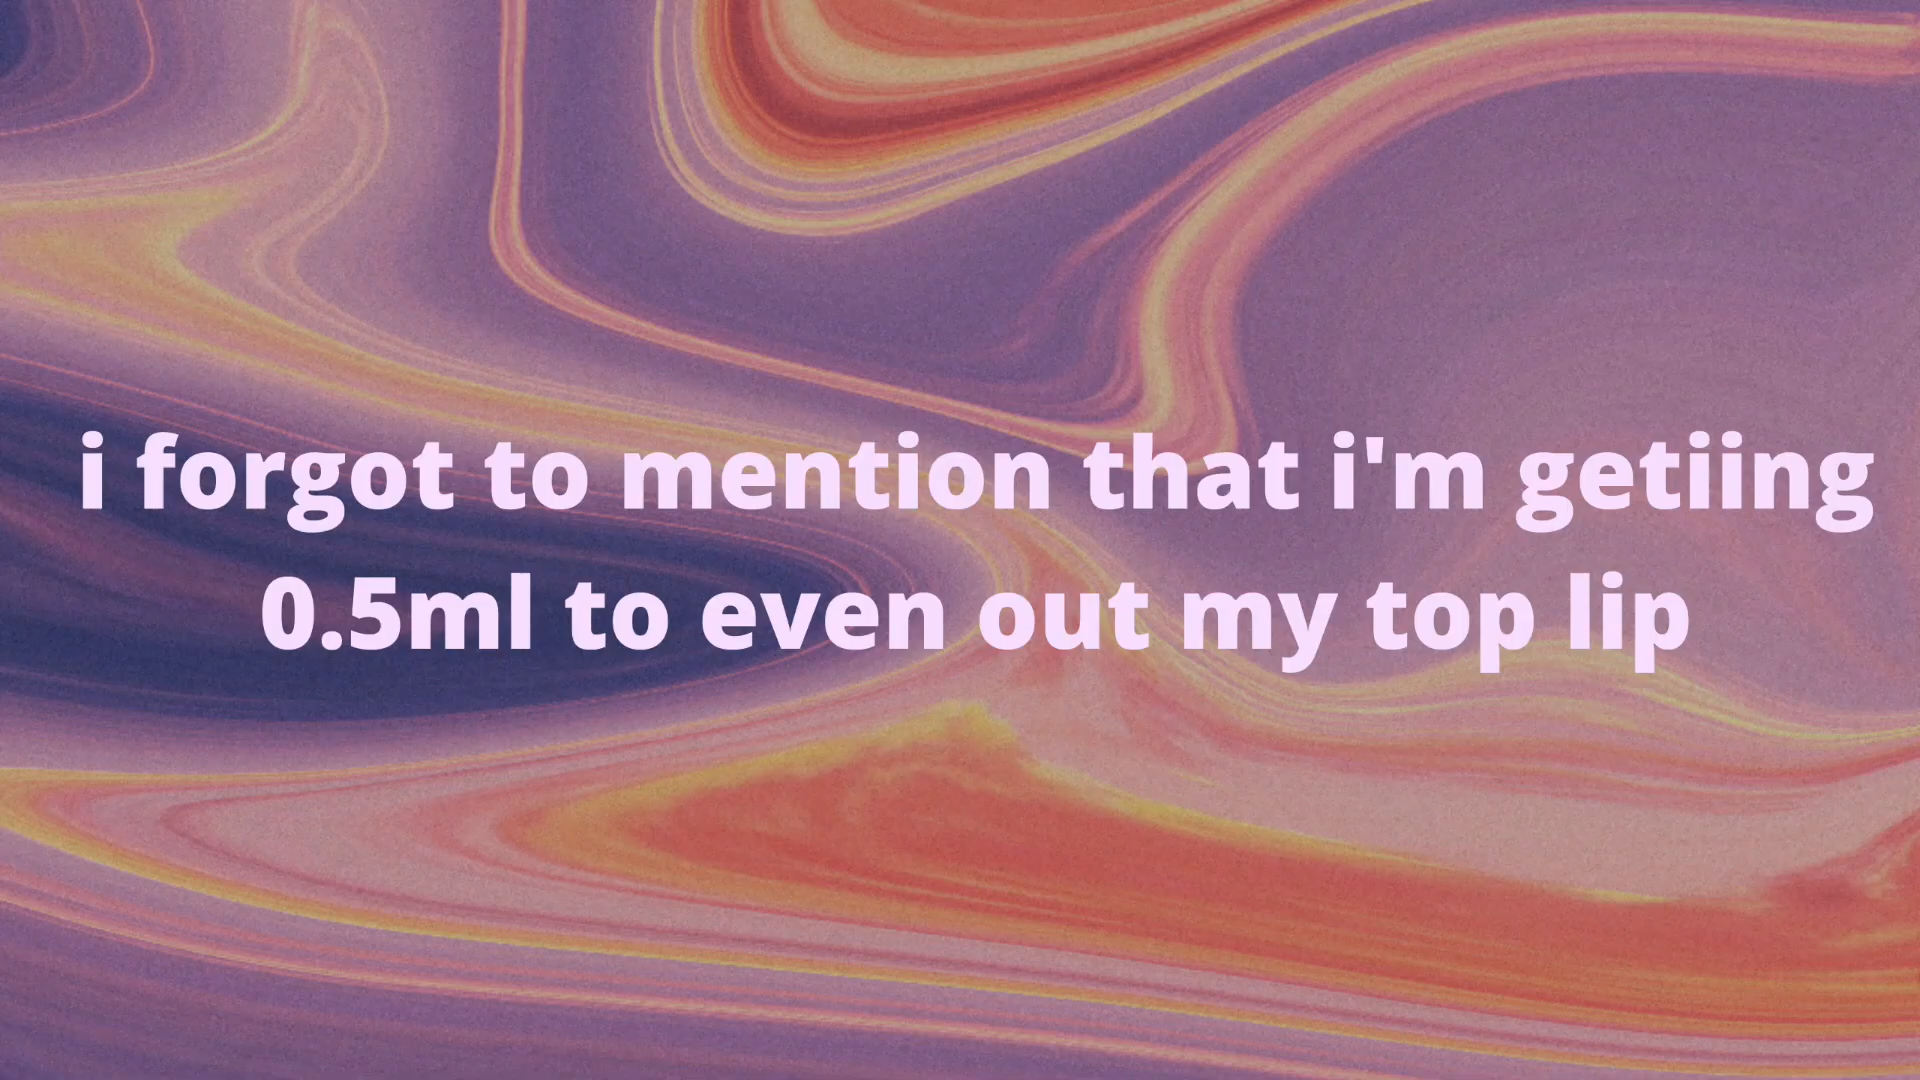 i forgot to mention that i'm getiing
0.5ml to even out my top lip